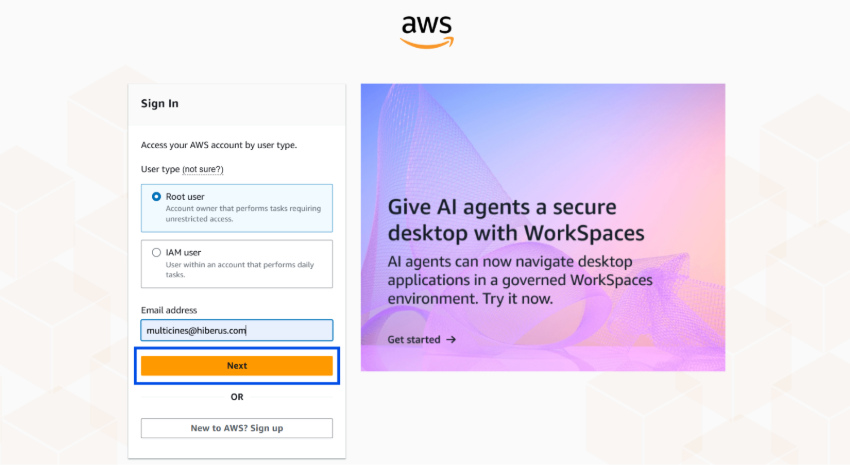 aws
Sign In
Access your AWS account by user type.
User type (not sure?)
Root user
Account owner that performs tasks requiring
unrestricted access.
IAM user
User within an account that performs daily
tasks.
Email address
multicines@hiberus.com
Next
OR
New to AWS? Sign up
Give AI agents a secure
desktop with WorkSpaces
AI agents can now navigate desktop
applications in a governed WorkSpaces
environment. Try it now.
Get started →